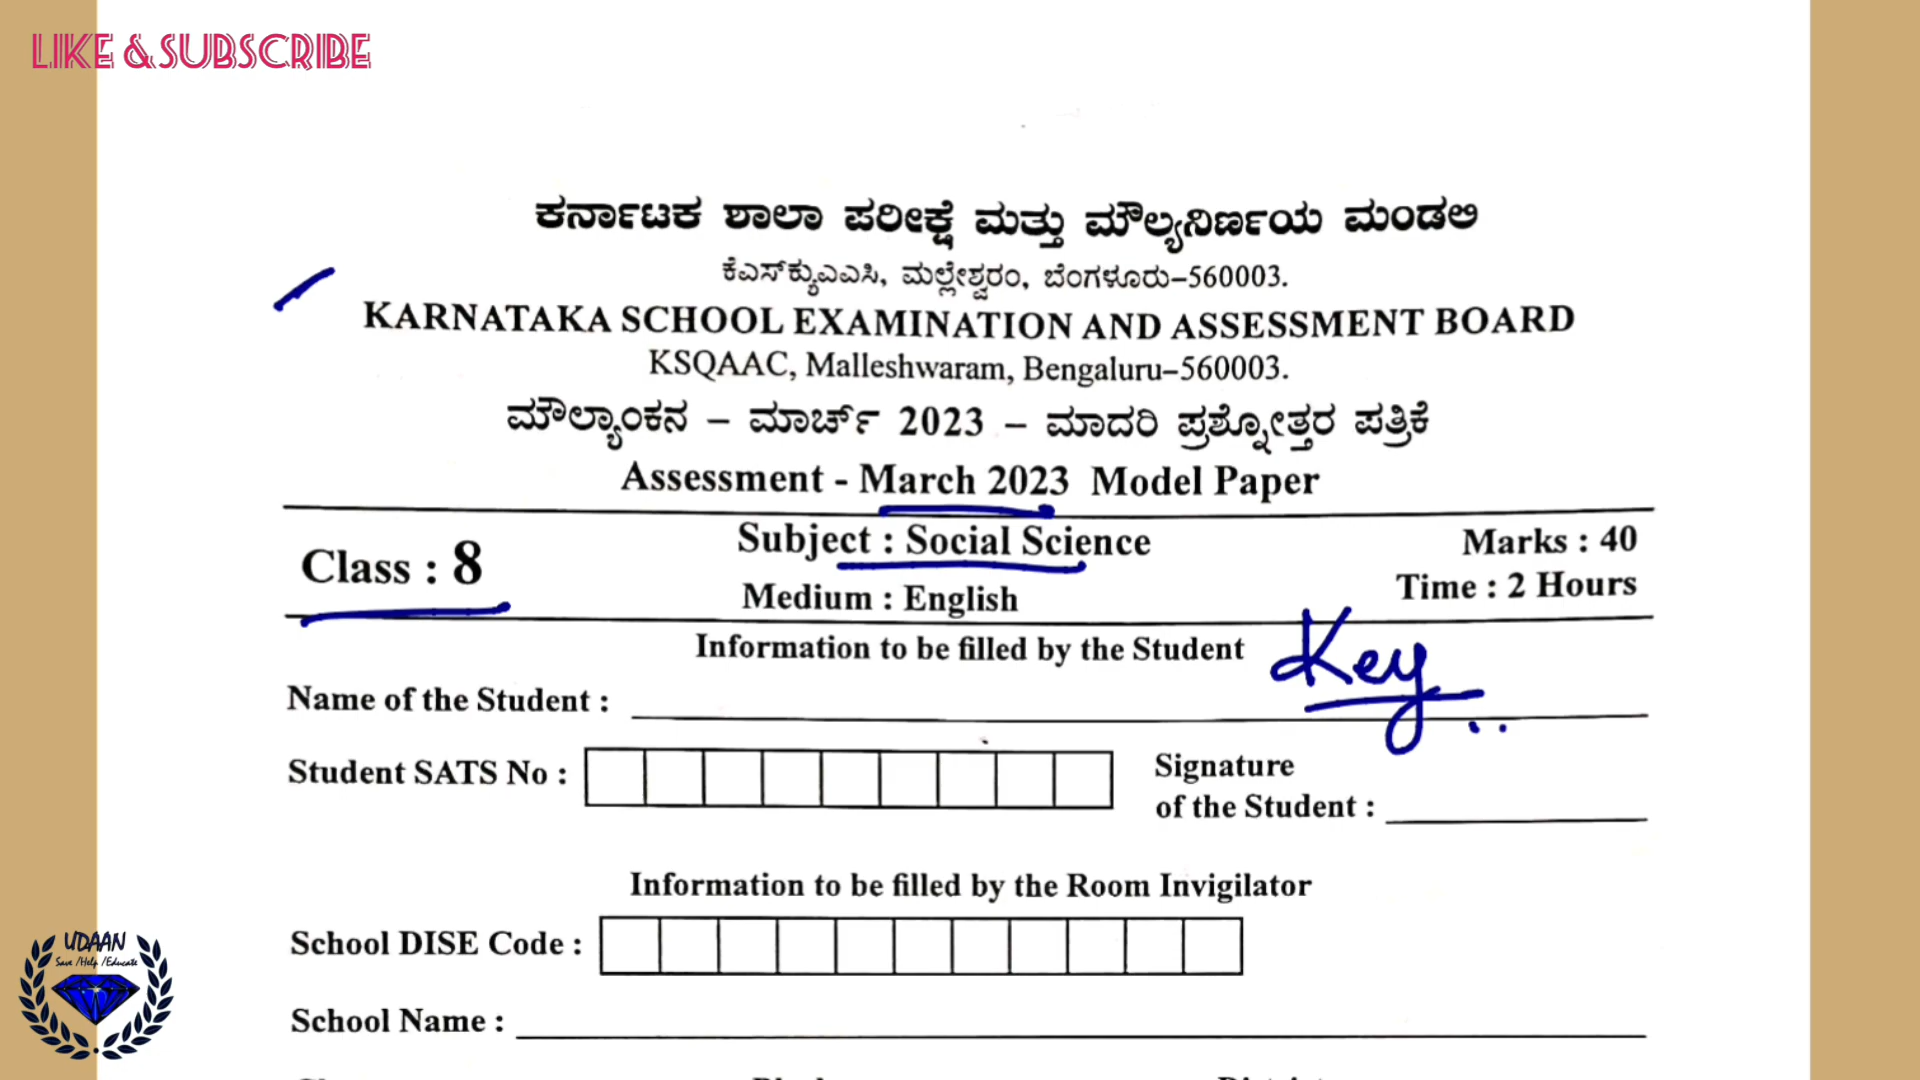 LIKE & SUBSCRIBE
ಕರ್ನಾಟಕ ಶಾಲಾ ಪರೀಕ್ಷೆ ಮತ್ತು ಮೌಲ್ಯನಿರ್ಣಯ ಮಂಡಲಿ
ಕೆಎಸ್‌ಕ್ಯುಎಎಸಿ, ಮಲ್ಲೇಶ್ವರಂ, ಬೆಂಗಳೂರು–560003.
KARNATAKA SCHOOL EXAMINATION AND ASSESSMENT BOARD
KSQAAC, Malleshwaram, Bengaluru–560003.
ಮೌಲ್ಯಾಂಕನ – ಮಾರ್ಚ್ 2023 – ಮಾದರಿ ಪ್ರಶ್ನೋತ್ತರ ಪತ್ರಿಕೆ
Assessment - March 2023 Model Paper
Class : 8
Subject : Social Science
Medium : English
Marks : 40
Time : 2 Hours
Information to be filled by the Student
Key
Name of the Student :
Student SATS No :
Signature
of the Student :
Information to be filled by the Room Invigilator
School DISE Code :
School Name :
UDAAN
Save /Help /Educate